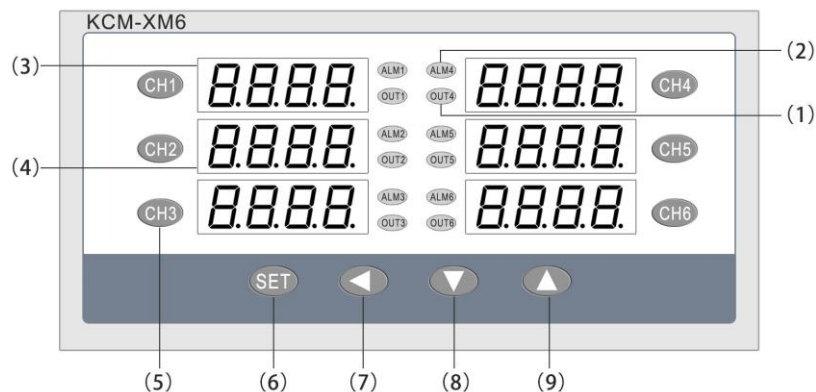 KCM-XM6
(3) CH1 8.8.8.8. ALM1 ALM4 8.8.8.8. CH4 (2)
OUT1 OUT4 (1)
(4) CH2 8.8.8.8. ALM2 ALM5 8.8.8.8. CH5
OUT2 OUT5
CH3 8.8.8.8. ALM3 ALM6 8.8.8.8. CH6
OUT3 OUT6
SET
(5) (6) (7) (8) (9)